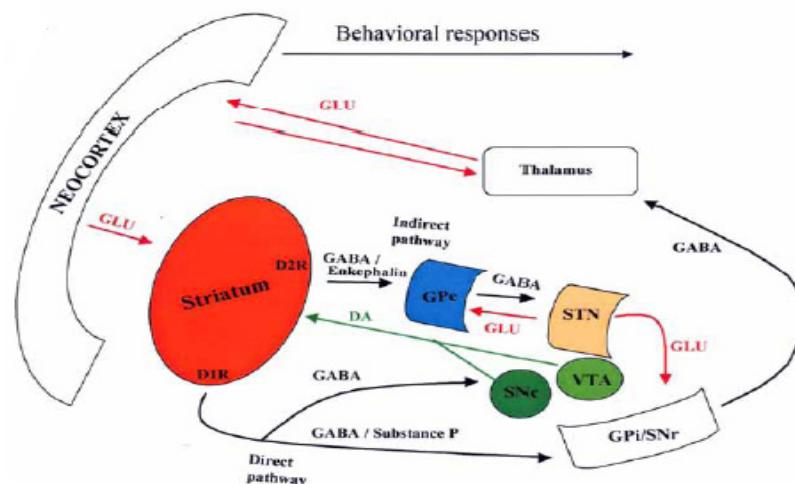 Behavioral responses
GLU
NEOCORTEX
Thalamus
GLU
Indirect
pathway
GABA
D2R
GABA /
Enkephalin
GABA
Striatum
GPe
STN
DA
GLU
GLU
D1R
GABA
SNc
VTA
GABA / Substance P
GPi/SNr
Direct
pathway